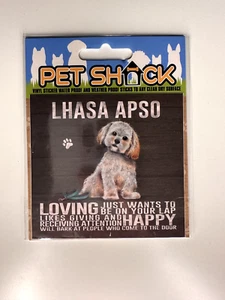 PET SHACK
VINYL STICKER WATER PROOF AND WEATHER PROOF STICKS TO ANY CLEAN DRY SURFACE
LHASA APSO
LOVING JUST WANTS TO
BE ON YOUR LAP
LIKES GIVING AND HAPPY
RECEIVING ATTENTION
WILL BARK AT PEOPLE WHO COME TO THE DOOR